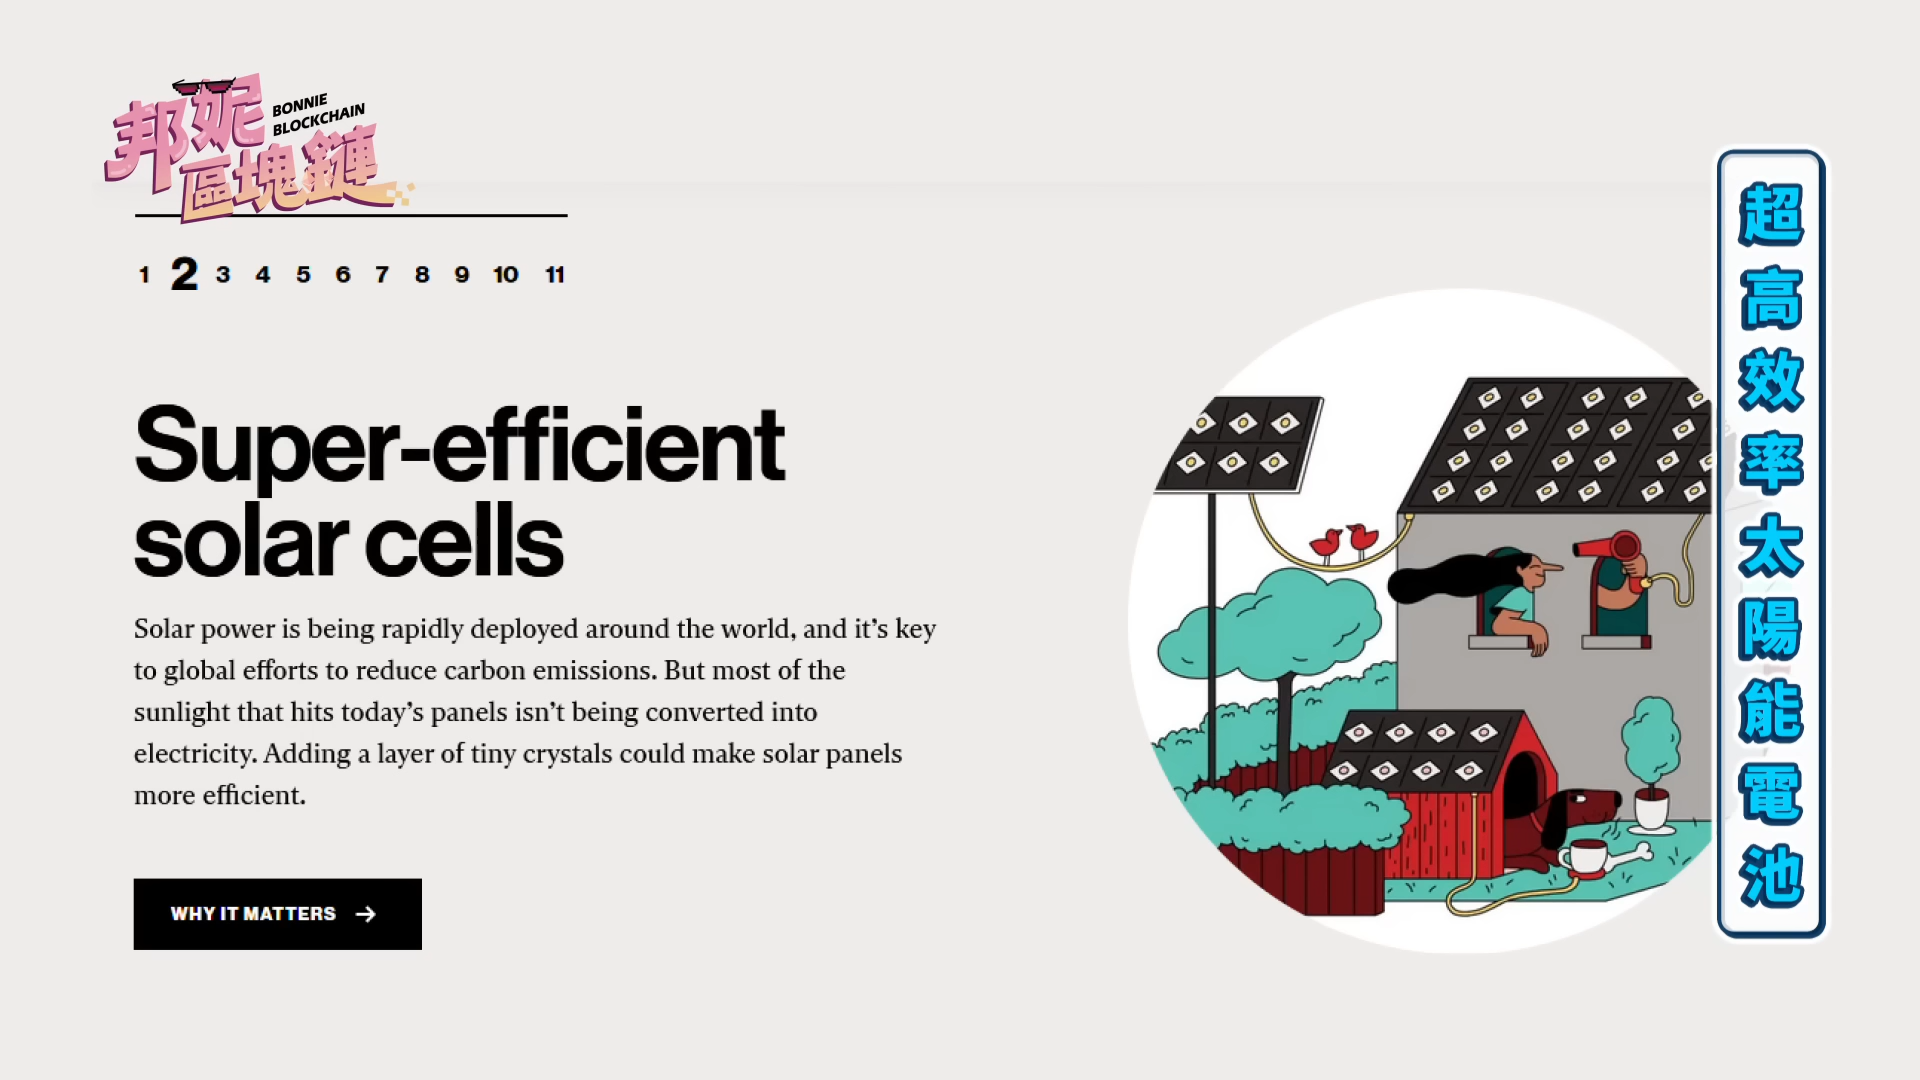 邦妮
BONNIE
BLOCKCHAIN
區塊鏈
1 2 3 4 5 6 7 8 9 10 11
Super-efficient
solar cells
Solar power is being rapidly deployed around the world, and it’s key
to global efforts to reduce carbon emissions. But most of the
sunlight that hits today’s panels isn’t being converted into
electricity. Adding a layer of tiny crystals could make solar panels
more efficient.
WHY IT MATTERS →
超高效率太陽能電池